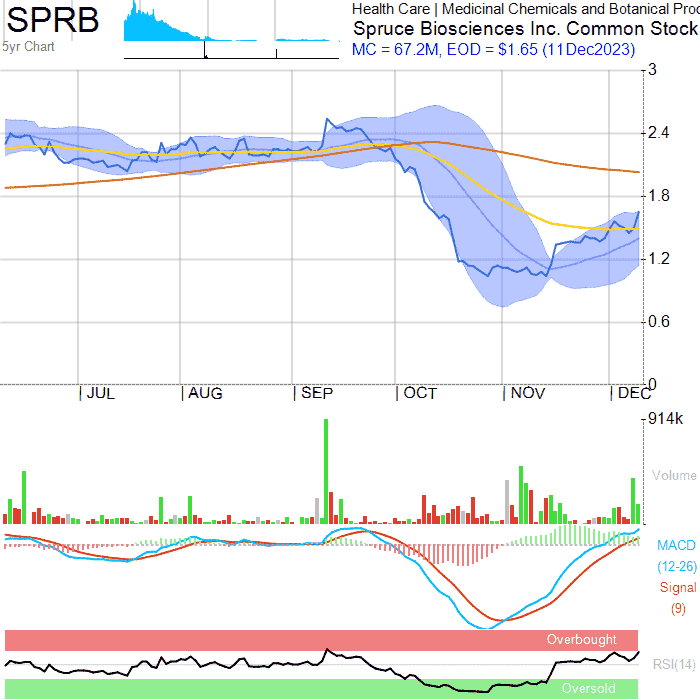 SPRB
5yr Chart
Health Care | Medicinal Chemicals and Botanical Proc
Spruce Biosciences Inc. Common Stock
MC = 67.2M, EOD = $1.65 (11Dec2023)
3
2.4
1.8
1.2
0.6
0
JUL AUG SEP OCT NOV DEC
914k
Volume
MACD
(12-26)
Signal
(9)
Overbought
RSI(14)
Oversold